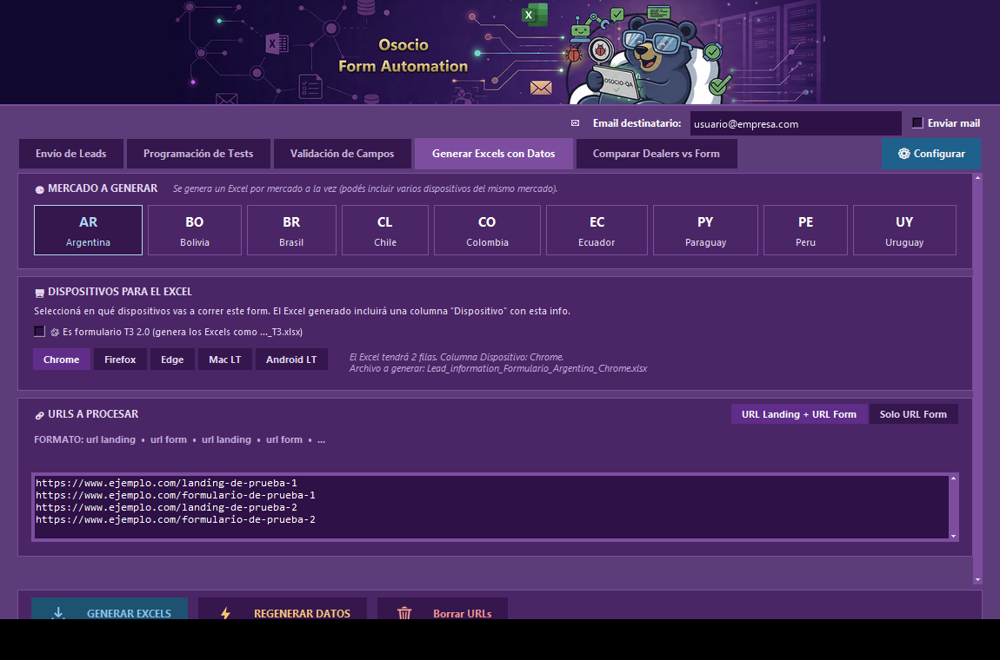 Osocio
Form Automation
OSOCIO-QA
Email destinatario: usuario@empresa.com Enviar mail
Envío de Leads Programación de Tests Validación de Campos Generar Excels con Datos Comparar Dealers vs Form Configurar
MERCADO A GENERAR Se genera un Excel por mercado a la vez (podés incluir varios dispositivos del mismo mercado).
AR BO BR CL CO EC PY PE UY
Argentina Bolivia Brasil Chile Colombia Ecuador Paraguay Peru Uruguay
DISPOSITIVOS PARA EL EXCEL
Seleccioná en qué dispositivos vas a correr este form. El Excel generado incluirá una columna "Dispositivo" con esta info.
Es formulario T3 2.0 (genera los Excels como ..._T3.xlsx)
Chrome Firefox Edge Mac LT Android LT
El Excel tendrá 2 filas. Columna Dispositivo: Chrome.
Archivo a generar: Lead_information_Formulario_Argentina_Chrome.xlsx
URLS A PROCESAR URL Landing + URL Form Solo URL Form
FORMATO: url landing • url form • url landing • url form • ...
https://www.ejemplo.com/landing-de-prueba-1
https://www.ejemplo.com/formulario-de-prueba-1
https://www.ejemplo.com/landing-de-prueba-2
https://www.ejemplo.com/formulario-de-prueba-2
GENERAR EXCELS REGENERAR DATOS Borrar URLs